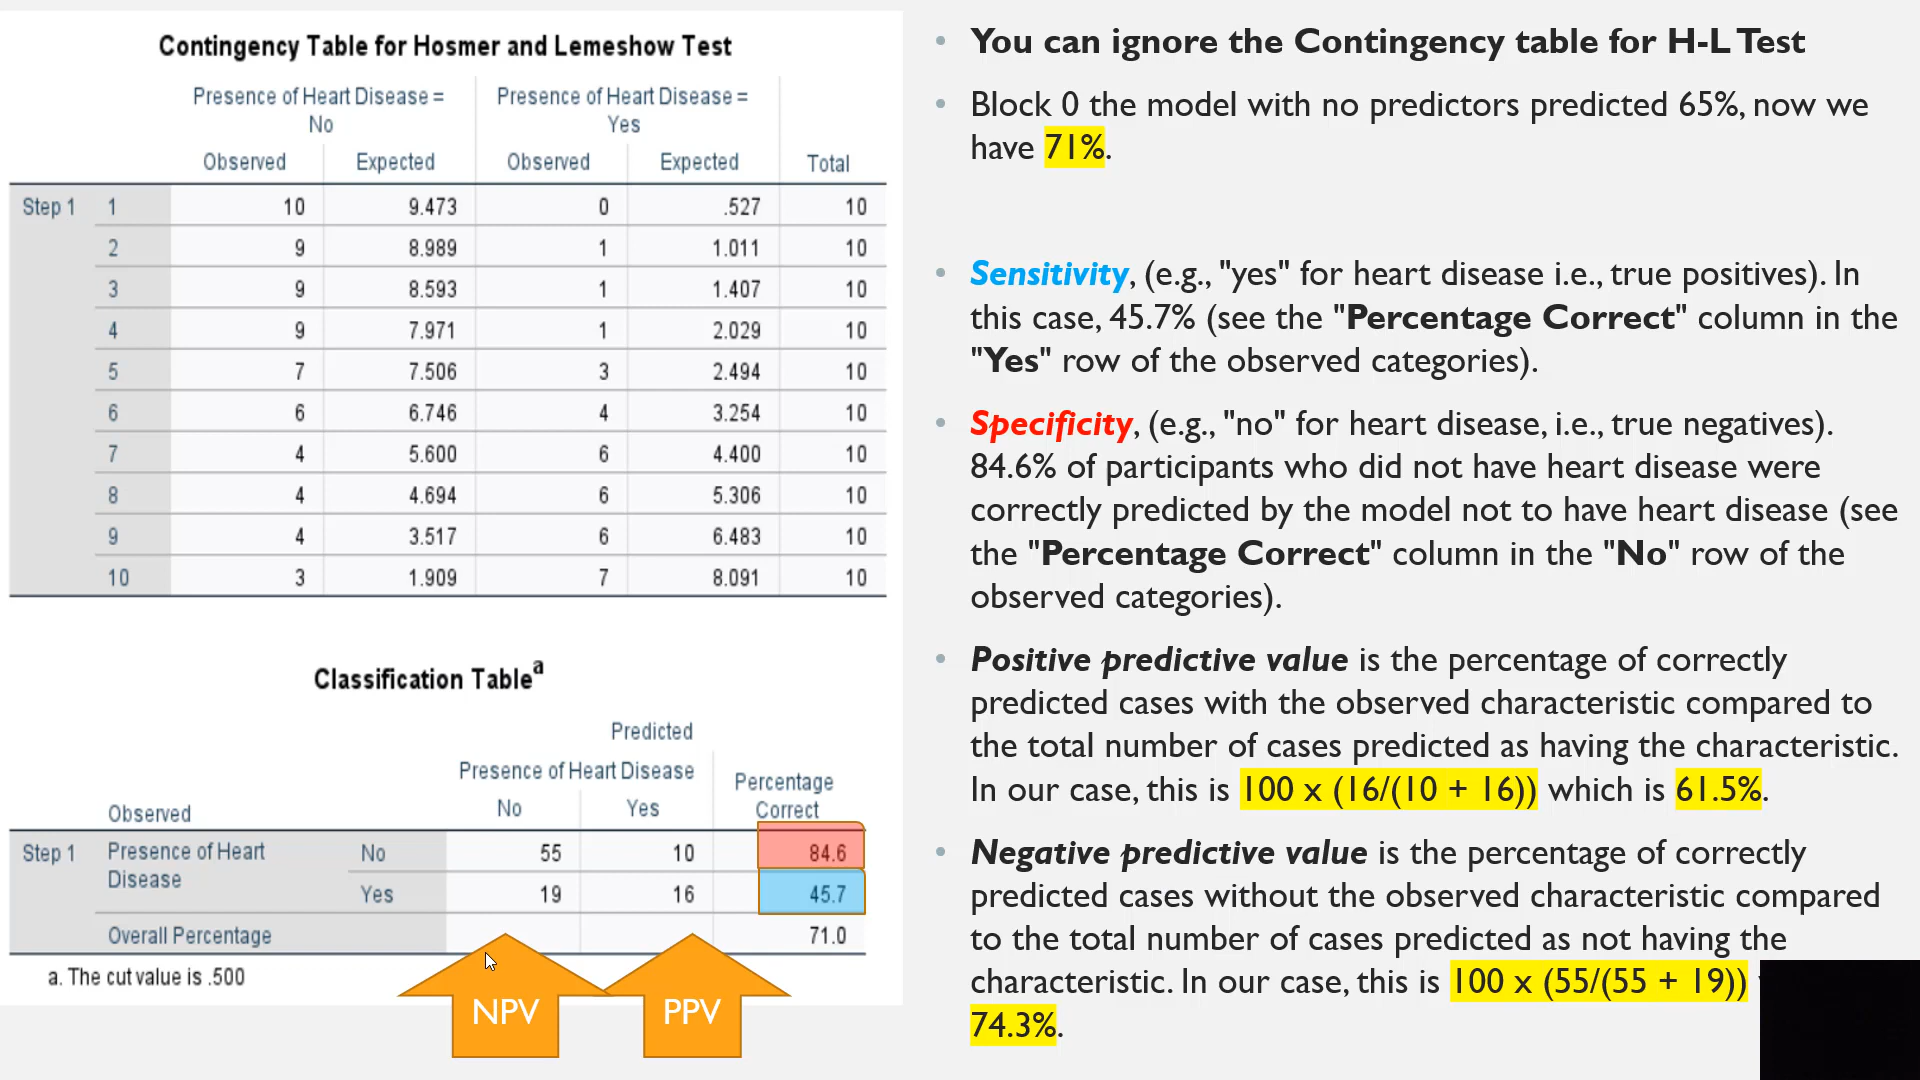 Contingency Table for Hosmer and Lemeshow Test
Presence of Heart Disease = No Presence of Heart Disease = Yes
Observed Expected Observed Expected Total
Step 1 1 10 9.473 0 .527 10
2 9 8.989 1 1.011 10
3 9 8.593 1 1.407 10
4 9 7.971 1 2.029 10
5 7 7.506 3 2.494 10
6 6 6.746 4 3.254 10
7 4 5.600 6 4.400 10
8 4 4.694 6 5.306 10
9 4 3.517 6 6.483 10
10 3 1.909 7 8.091 10
Classification Tableᵃ
Predicted
Presence of Heart Disease Percentage Correct
Observed No Yes
Step 1 Presence of Heart Disease No 55 10 84.6
Yes 19 16 45.7
Overall Percentage 71.0
a. The cut value is .500
NPV PPV
• You can ignore the Contingency table for H-L Test
• Block 0 the model with no predictors predicted 65%, now we
have 71%.
• Sensitivity, (e.g., "yes" for heart disease i.e., true positives). In
this case, 45.7% (see the "Percentage Correct" column in the
"Yes" row of the observed categories).
• Specificity, (e.g., "no" for heart disease, i.e., true negatives).
84.6% of participants who did not have heart disease were
correctly predicted by the model not to have heart disease (see
the "Percentage Correct" column in the "No" row of the
observed categories).
• Positive predictive value is the percentage of correctly
predicted cases with the observed characteristic compared to
the total number of cases predicted as having the characteristic.
In our case, this is 100 x (16/(10 + 16)) which is 61.5%.
• Negative predictive value is the percentage of correctly
predicted cases without the observed characteristic compared
to the total number of cases predicted as not having the
characteristic. In our case, this is 100 x (55/(55 + 19))
74.3%.